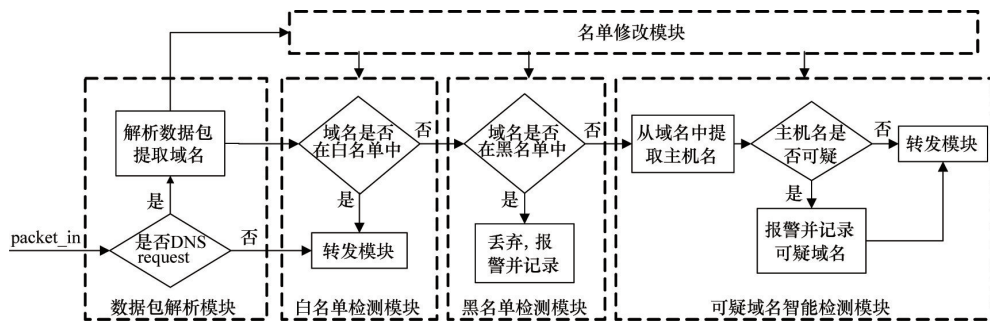 名单修改模块
解析数据包
提取域名
域名是否
在白名单中
否
域名是否
在黑名单中
否
从域名中提
取主机名
主机名是
否可疑
否
转发模块
是
是
是
是
packet_in
是否DNS
request
否
转发模块
丢弃，报
警并记录
报警并记录
可疑域名
数据包解析模块
白名单检测模块
黑名单检测模块
可疑域名智能检测模块